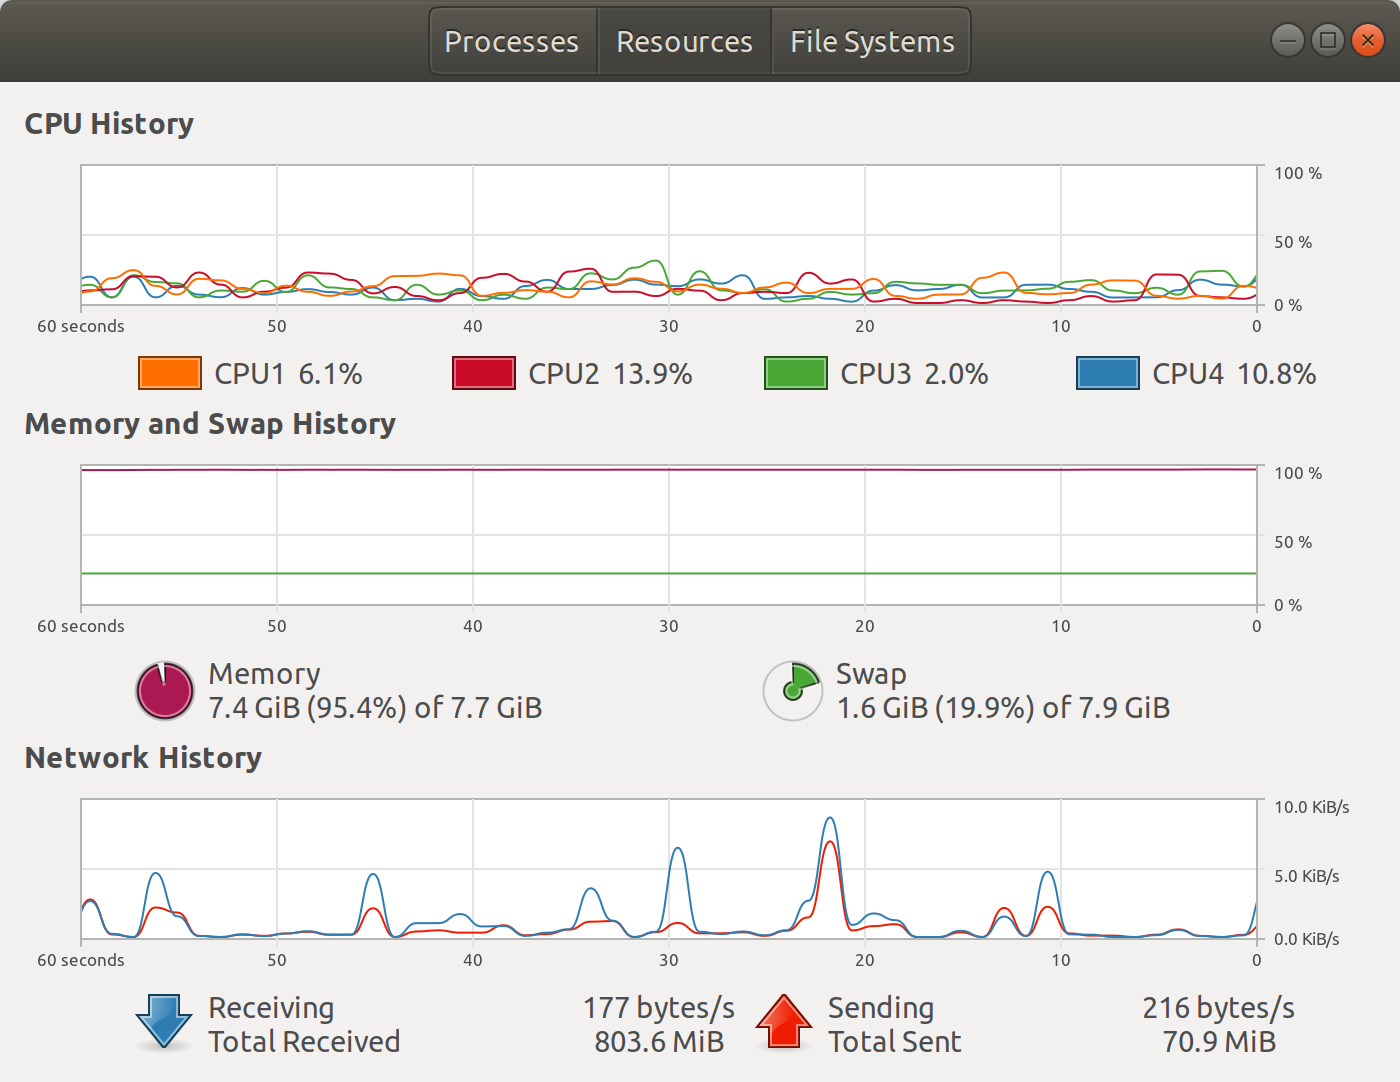 Processes Resources File Systems
CPU History
100 %
50 %
0 %
60 seconds 50 40 30 20 10 0
CPU1 6.1% CPU2 13.9% CPU3 2.0% CPU4 10.8%
Memory and Swap History
100 %
50 %
0 %
60 seconds 50 40 30 20 10 0
Memory Swap
7.4 GiB (95.4%) of 7.7 GiB 1.6 GiB (19.9%) of 7.9 GiB
Network History
10.0 KiB/s
5.0 KiB/s
0.0 KiB/s
60 seconds 50 40 30 20 10 0
Receiving 177 bytes/s Sending 216 bytes/s
Total Received 803.6 MiB Total Sent 70.9 MiB